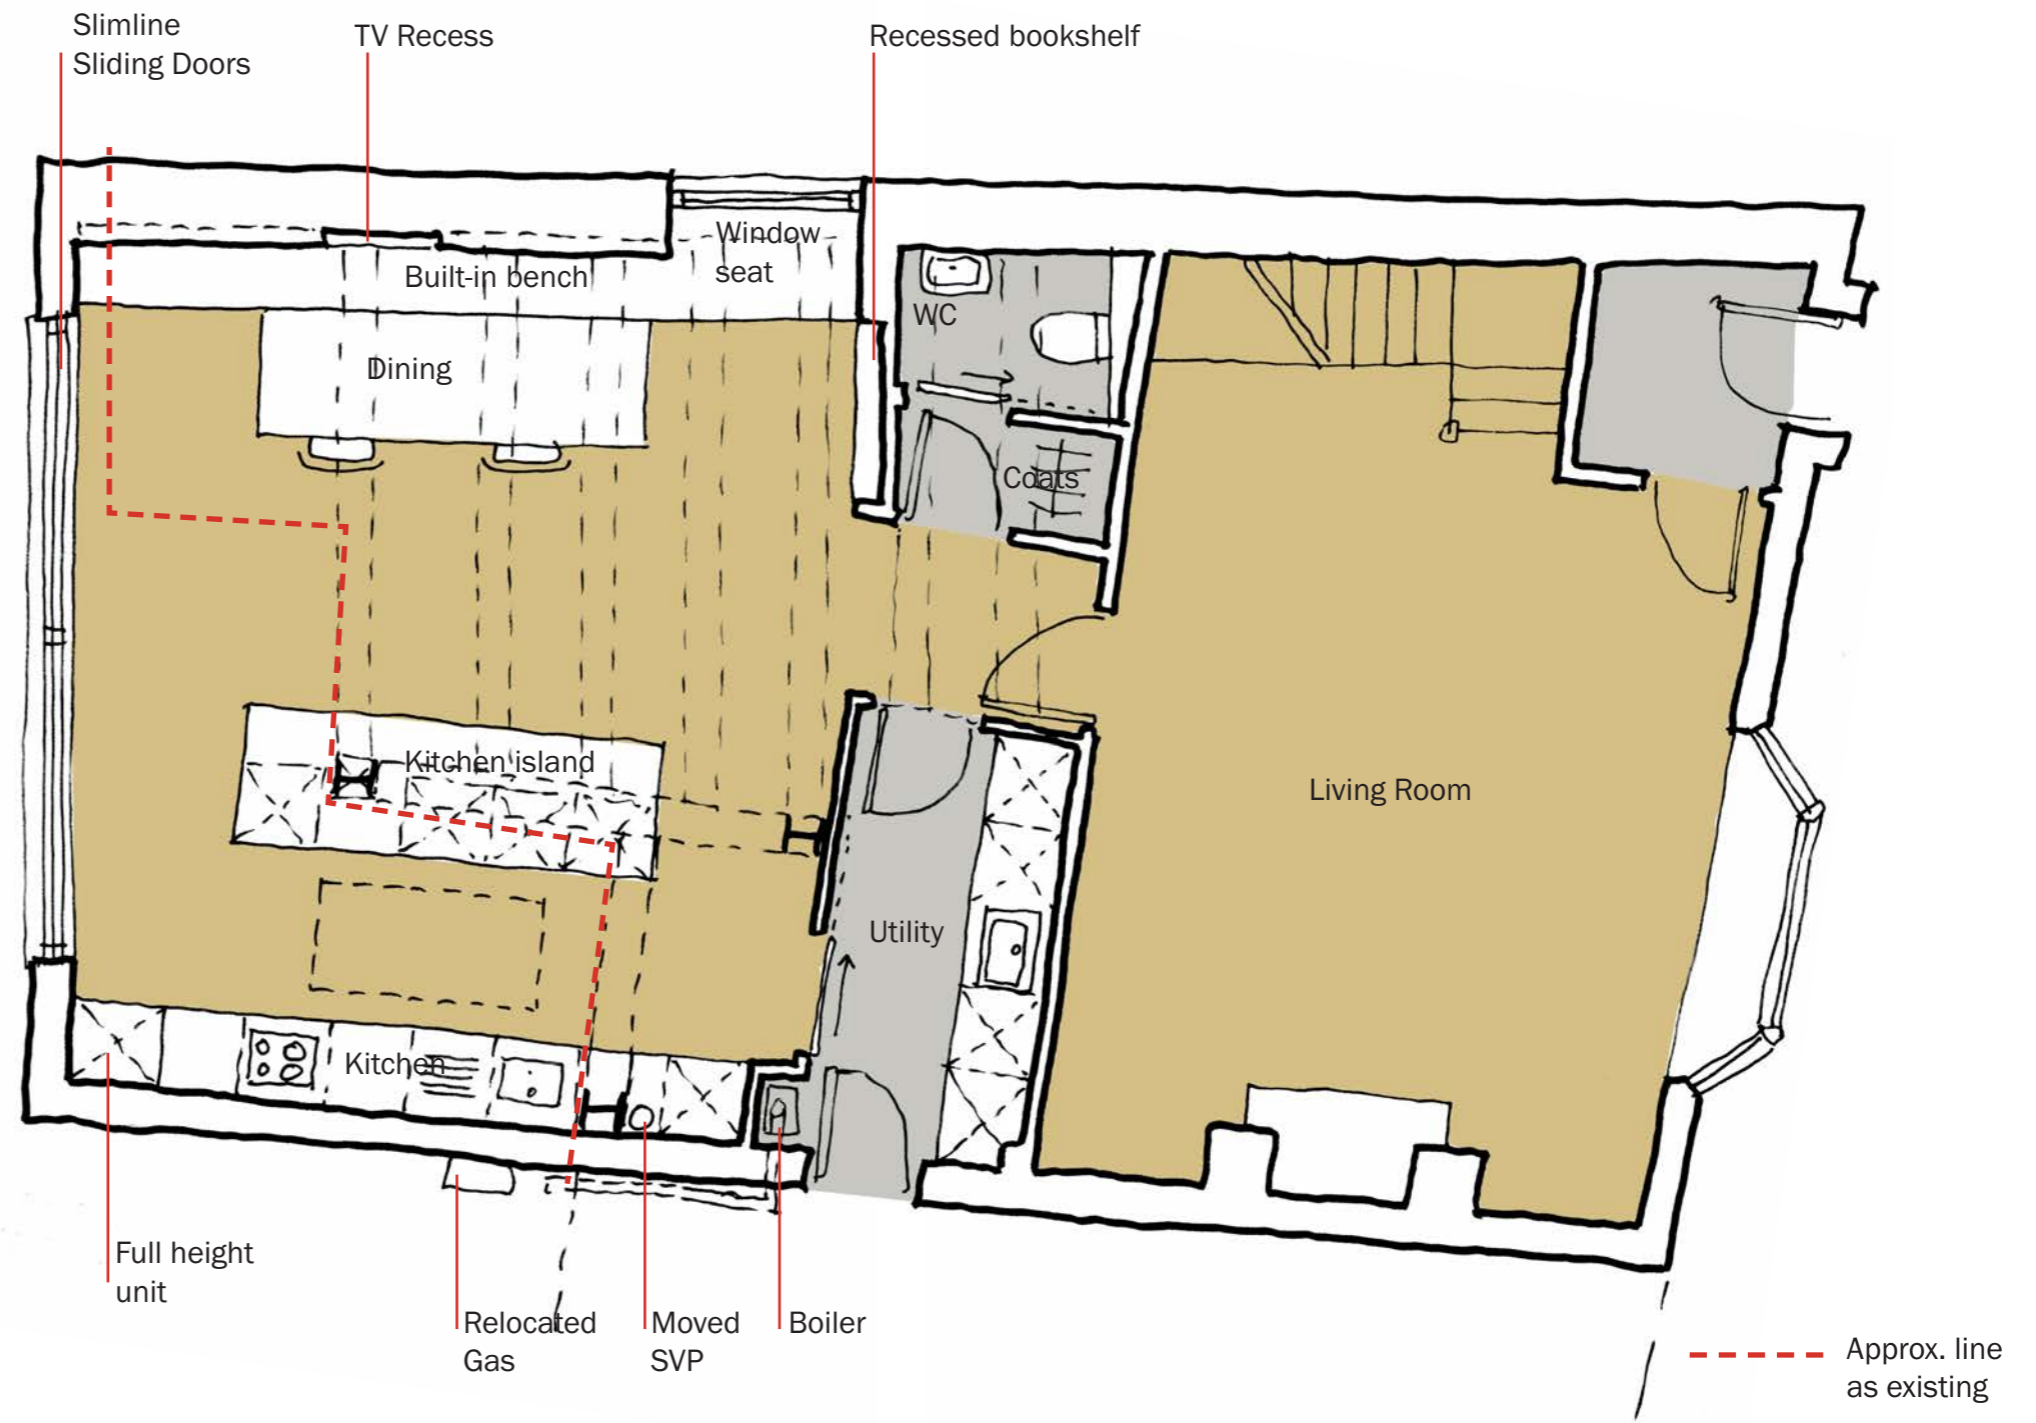 Slimline
Sliding Doors
TV Recess
Recessed bookshelf
Window
seat
Built-in bench
WC
Dining
Coats
Kitchen island
Living Room
Utility
Kitchen
Full height
unit
Relocated
Gas
Moved
SVP
Boiler
Approx. line
as existing